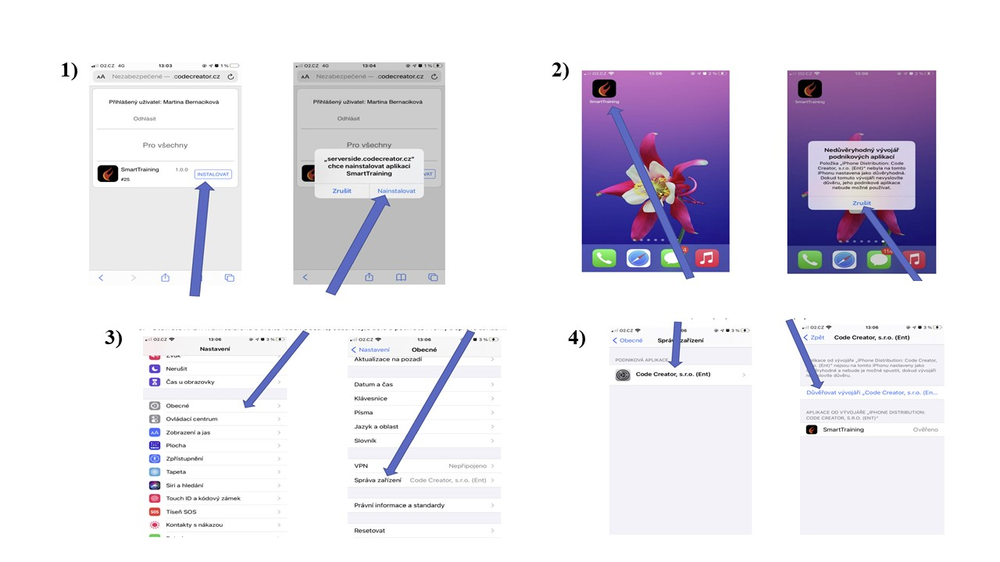 1)
O2.CZ 4G 13:03 1 %
AA Nezabezpečené — .codecreator.cz
Přihlášený uživatel: Martina Bernaciková
Odhlásit
Pro všechny
SmartTraining 1.0.0 INSTALOVAT
#25
O2.CZ 4G 13:04 1 %
AA Nezabezpečené — .codecreator.cz
Přihlášený uživatel: Martina Bernaciková
Odhlásit
Pro všechny
„serverside.codecreator.cz“
chce nainstalovat aplikaci
SmartTraining
Zrušit Nainstalovat
2)
O2.CZ 13:06 2 %
SmartTraining
O2.CZ 13:06 2 %
SmartTraining
Nedůvěryhodný vývojář
podnikových aplikací
Položka „iPhone Distribution: Code
Creator, s.r.o. (Ent)“ nebyla na tomto
iPhonu nastavena jako důvěryhodná.
Dokud tomuto vývojáři nevyslovíte
důvěru, jeho podnikové aplikace
nebude možné používat.
Zrušit
114
3)
O2.CZ 13:06 3 %
Nastavení
Zvuk
Nerušit
Čas u obrazovky
Obecné
Ovládací centrum
AA Zobrazení a jas
Plocha
Zpřístupnění
Tapeta
Siri a hledání
Touch ID a kódový zámek
SOS Tíseň SOS
Kontakty s nákazou
O2.CZ 13:06 3 %
Nastavení Obecné
Aktualizace na pozadí
Datum a čas
Klávesnice
Písma
Jazyk a oblast
Slovník
VPN Nepřipojeno
Správa zařízení Code Creator, s.r.o. (Ent)
Právní informace a standardy
Resetovat
4)
O2.CZ 3 %
Obecné Správa zařízení
PODNIKOVÁ APLIKACE
Code Creator, s.r.o. (Ent)
O2.CZ 13:06 3 %
Zpět Code Creator, s.r.o. (Ent)
aplikace od vývojáře „iPhone Distribution: Code Creator,
(Ent)“ nejsou na tomto iPhonu nastaveny jako
důvěryhodné a nebude je možné spustit, dokud vývojáři
nevyslovíte důvěru.
Důvěřovat vývojáři „Code Creator, s.r.o. (En...
APLIKACE OD VÝVOJÁŘE „IPHONE DISTRIBUTION:
CODE CREATOR, S.R.O. (ENT)“
SmartTraining Ověřeno